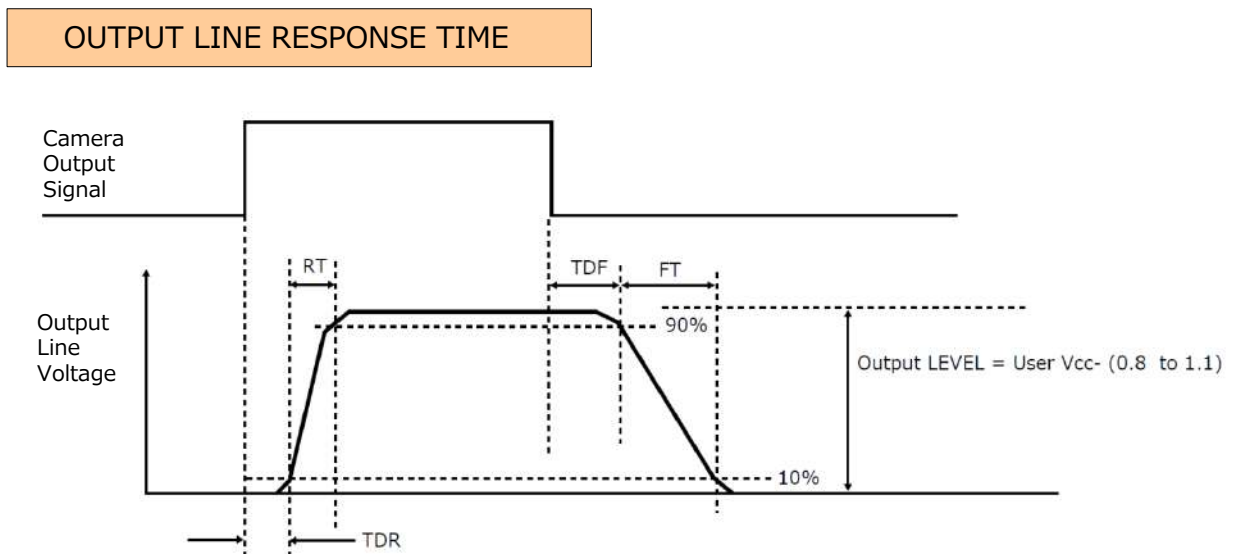 OUTPUT LINE RESPONSE TIME
Camera
Output
Signal
RT
TDF
FT
Output
Line
Voltage
90%
Output LEVEL = User Vcc- (0.8 to 1.1)
10%
TDR